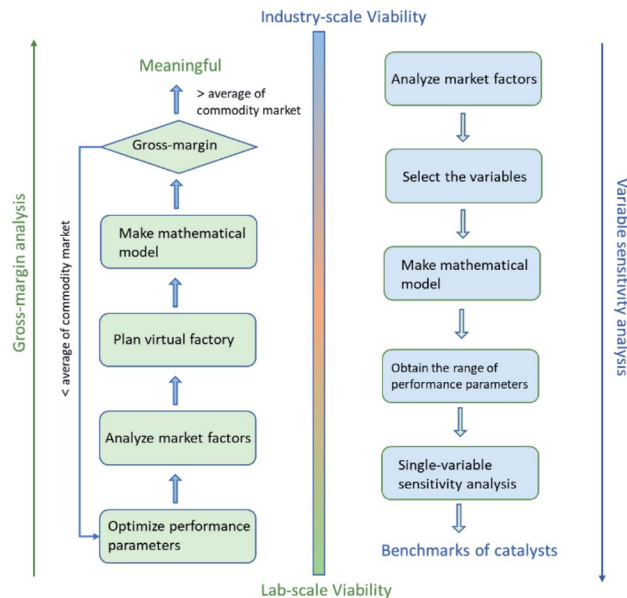 Industry-scale Viability
Meaningful
> average of
commodity market
Gross-margin
Make mathematical
model
Plan virtual factory
Analyze market factors
Optimize performance
parameters
< average of commodity market
Gross-margin analysis
Analyze market factors
Select the variables
Make mathematical
model
Obtain the range of
performance parameters
Single-variable
sensitivity analysis
Benchmarks of catalysts
Variable sensitivity analysis
Lab-scale Viability